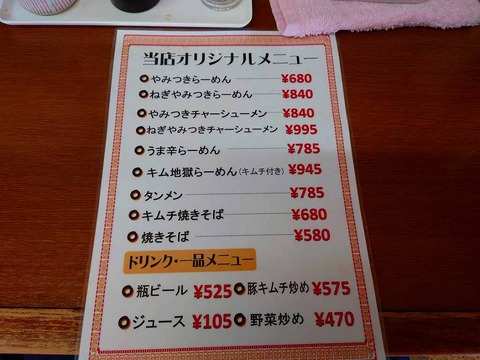 当店オリジナルメニュー
やみつきらーめん ¥680
ねぎやみつきらーめん ¥840
やみつきチャーシューメン ¥840
ねぎやみつきチャーシューメン ¥995
うま辛らーめん ¥785
キム地獄らーめん(キムチ付き) ¥945
タンメン ¥785
キムチ焼きそば ¥680
焼きそば ¥580
ドリンク・一品メニュー
瓶ビール ¥525 豚キムチ炒め ¥575
ジュース ¥105 野菜炒め ¥470